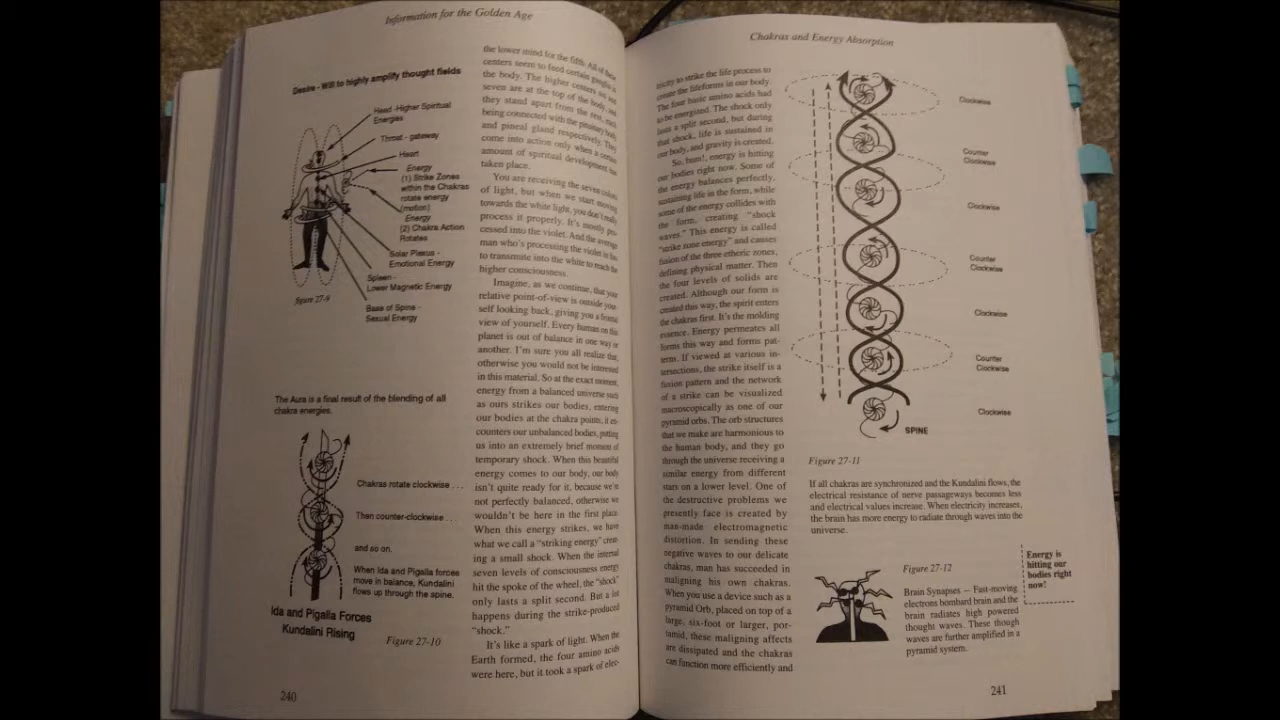 Information for the Golden Age
Desire - Will to highly amplify thought fields
Head -Higher Spiritual
Energies
Throat - gateway
Heart
Energy
(1) Strike Zones
within the Chakras
rotate energy
(motion)
Energy
(2) Chakra Action
Rotates
Solar Plexus -
Emotional Energy
Spleen -
Lower Magnetic Energy
Base of Spine -
Sexual Energy
figure 27-9
The Aura is a final result of the blending of all
chakra energies.
Chakras rotate clockwise . . .
Then counter-clockwise . . .
and so on.
When Ida and Pigalla forces
move in balance, Kundalini
flows up through the spine.
Ida and Pigalla Forces
Kundalini Rising
Figure 27-10
the lower mind for the fifth. All of these
centers seem to feed certain ganglia in
the body. The higher centers six and
seven are at the top of the body, and
they stand apart from the rest, each
being connected with the pituitary body
and pineal gland respectively. They
come into action only when a certain
amount of spiritual development has
taken place.
You are receiving the seven colors
of light, but when we start moving
towards the white light, you don't really
process it properly. It's mostly pro-
cessed into the violet. And the average
man who's processing the violet has
to transmute into the white to reach the
higher consciousness.
Imagine, as we continue, that your
relative point-of-view is outside your-
self looking back, giving you a frontal
view of yourself. Every human on this
planet is out of balance in one way or
another. I'm sure you all realize that,
otherwise you would not be interested
in this material. So at the exact moment,
energy from a balanced universe such
as ours strikes our bodies, entering
our bodies at the chakra points, it en-
counters our unbalanced bodies, putting
us into an extremely brief moment of
temporary shock. When this beautiful
energy comes to our body, our body
isn't quite ready for it, because we're
not perfectly balanced, otherwise we
wouldn't be here in the first place.
When this energy strikes, we have
what we call a "striking energy" creat-
ing a small shock. When the internal
seven levels of consciousness energy
hit the spoke of the wheel, the "shock"
only lasts a split second. But a lot
happens during the strike-produced
"shock."
It's like a spark of light. When the
Earth formed, the four amino acids
were here, but it took a spark of elec-
240
Chakras and Energy Absorption
tricity to strike the life process to
create the lifeforms in our body.
The four basic amino acids had
to be energized. The shock only
lasts a split second, but during
that shock, life is sustained in
our body, and gravity is created.
So, bum!, energy is hitting
our bodies right now. Some of
the energy balances perfectly,
sustaining life in the form, while
some of the energy collides with
the form, creating "shock
waves." This energy is called
"strike zone energy" and causes
fusion of the three etheric zones,
defining physical matter. Then
the four levels of solids are
created. Although our form is
created this way, the spirit enters
the chakras first. It's the molding
essence. Energy permeates all
forms this way and forms pat-
terns. If viewed at various in-
tersections, the strike itself is a
fission pattern and the network
of a strike can be visualized
macroscopically as one of our
pyramid orbs. The orb structures
that we make are harmonious to
the human body, and they go
through the universe receiving a
similar energy from different
stars on a lower level. One of
the destructive problems we
presently face is created by
man-made electromagnetic
distortion. In sending these
negative waves to our delicate
chakras, man has succeeded in
maligning his own chakras.
When you use a device such as a
pyramid Orb, placed on top of a
large, six-foot or larger, pyr-
amid, these maligning affects
are dissipated and the chakras
can function more efficiently and
Clockwise
Counter
Clockwise
Clockwise
Counter
Clockwise
Clockwise
Counter
Clockwise
Clockwise
SPINE
Figure 27-11
If all chakras are synchronized and the Kundalini flows, the
electrical resistance of nerve passageways becomes less
and electrical values increase. When electricity increases,
the brain has more energy to radiate through waves into the
universe.
Figure 27-12
Brain Synapses — Fast-moving
electrons bombard brain and the
brain radiates high powered
thought waves. These though
waves are further amplified in a
pyramid system.
Energy is
hitting our
bodies right
now!
241